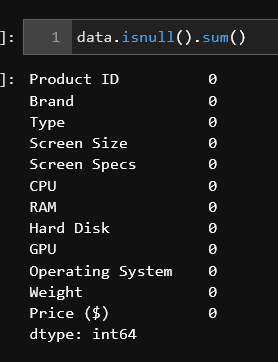 ]: 1 data.isnull().sum()
]: Product ID 0
Brand 0
Type 0
Screen Size 0
Screen Specs 0
CPU 0
RAM 0
Hard Disk 0
GPU 0
Operating System 0
Weight 0
Price ($) 0
dtype: int64